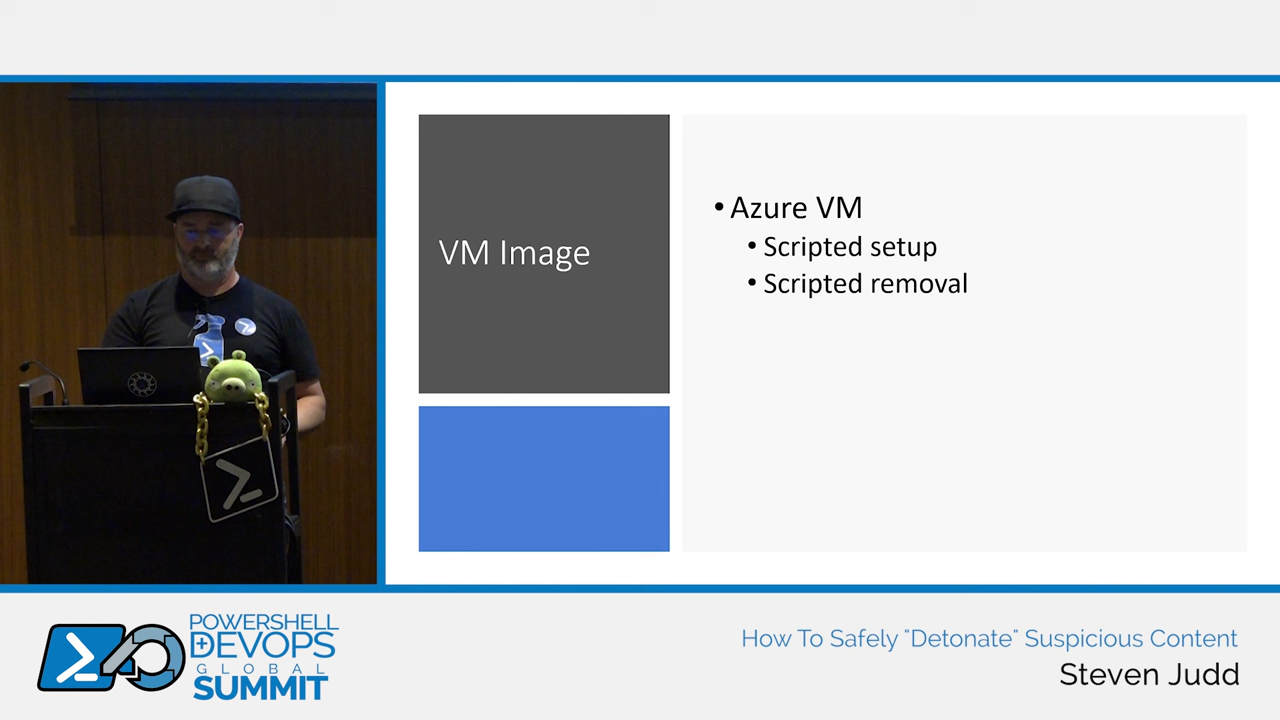 VM Image
• Azure VM
• Scripted setup
• Scripted removal
POWERSHELL
+DEVOPS
GLOBAL
SUMMIT
How To Safely "Detonate" Suspicious Content
Steven Judd